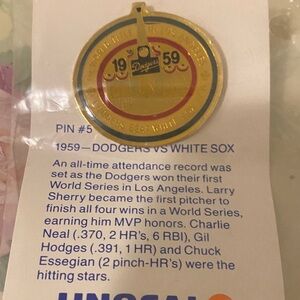 19 Dodgers 59
PIN #5
1959—DODGERS VS WHITE SOX
An all-time attendance record was
set as the Dodgers won their first
World Series in Los Angeles. Larry
Sherry became the first pitcher to
finish all four wins in a World Series,
earning him MVP honors. Charlie
Neal (.370, 2 HR's, 6 RBI), Gil
Hodges (.391, 1 HR) and Chuck
Essegian (2 pinch-HR's) were the
hitting stars.
UNOCAL